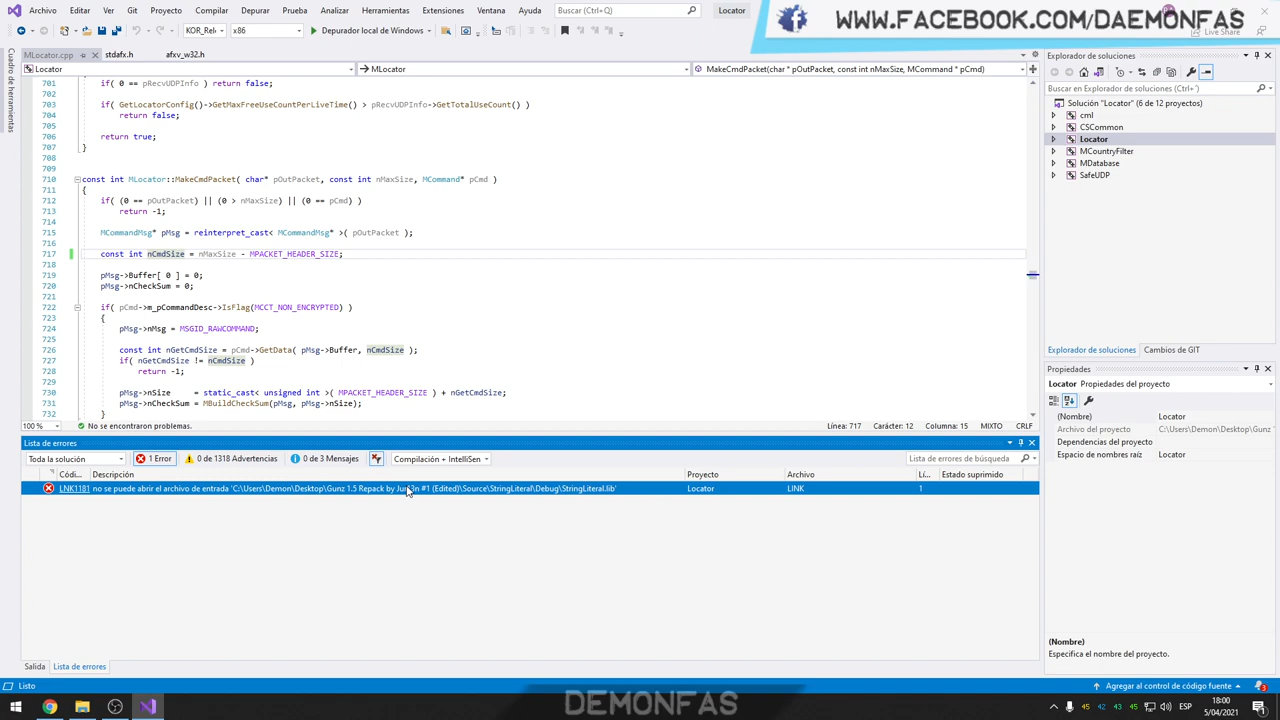 Archivo Editar Ver Git Proyecto Compilar Depurar Prueba Analizar Herramientas Extensiones Ventana Ayuda Buscar (Ctrl+Q) Locator
WWW.FACEBOOK.COM/DAEMONFAS
KOR_Rele x86 Depurador local de Windows Live Share
MLocator.cpp stdafx.h afxv_w32.h
Cuadro de herramientas
Locator MLocator MakeCmdPacket(char * pOutPacket, const int nMaxSize, MCommand * pCmd)
701 if( 0 == pRecvUDPInfo ) return false;
702
703 if( GetLocatorConfig()->GetMaxFreeUseCountPerLiveTime() > pRecvUDPInfo->GetTotalUseCount() )
704 return false;
705
706 return true;
707 }
708
709
710 const int MLocator::MakeCmdPacket( char* pOutPacket, const int nMaxSize, MCommand* pCmd )
711 {
712 if( (0 == pOutPacket) || (0 > nMaxSize) || (0 == pCmd) )
713 return -1;
714
715 MCommandMsg* pMsg = reinterpret_cast< MCommandMsg* >( pOutPacket );
716
717 const int nCmdSize = nMaxSize - MPACKET_HEADER_SIZE;
718
719 pMsg->Buffer[ 0 ] = 0;
720 pMsg->nCheckSum = 0;
721
722 if( pCmd->m_pCommandDesc->IsFlag(MCCT_NON_ENCRYPTED) )
723 {
724 pMsg->nMsg = MSGID_RAWCOMMAND;
725
726 const int nGetCmdSize = pCmd->GetData( pMsg->Buffer, nCmdSize );
727 if( nGetCmdSize != nCmdSize )
728 return -1;
729
730 pMsg->nSize = static_cast< unsigned int >( MPACKET_HEADER_SIZE ) + nGetCmdSize;
731 pMsg->nCheckSum = MBuildCheckSum(pMsg, pMsg->nSize);
732 }
100 % No se encontraron problemas. Línea: 717 Carácter: 12 Columna: 15 MIXTO CRLF
Explorador de soluciones
Buscar en Explorador de soluciones (Ctrl+')
Solución "Locator" (6 de 12 proyectos)
cml
CSCommon
Locator
MCountryFilter
MDatabase
SafeUDP
Explorador de soluciones Cambios de GIT
Propiedades
Locator Propiedades del proyecto
(Nombre) Locator
Archivo del proyecto C:\Users\Demon\Desktop\Gunz
Dependencias del proyecto
Espacio de nombres raíz Locator
(Nombre)
Especifica el nombre del proyecto.
Lista de errores
Toda la solución 1 Error 0 de 1318 Advertencias 0 de 3 Mensajes Compilación + IntelliSen Lista de errores de búsqueda
Códi... Descripción Proyecto Archivo Lí... Estado suprimido
LNK1181 no se puede abrir el archivo de entrada 'C:\Users\Demon\Desktop\Gunz 1.5 Repack by #1 (Edited)\Source\StringLiteral\Debug\StringLiteral.lib' Locator LINK 1
Salida Lista de errores
Listo Agregar al control de código fuente 3
DEMONFAS
45 42 43 45 ESP 18:00
5/04/2021 3